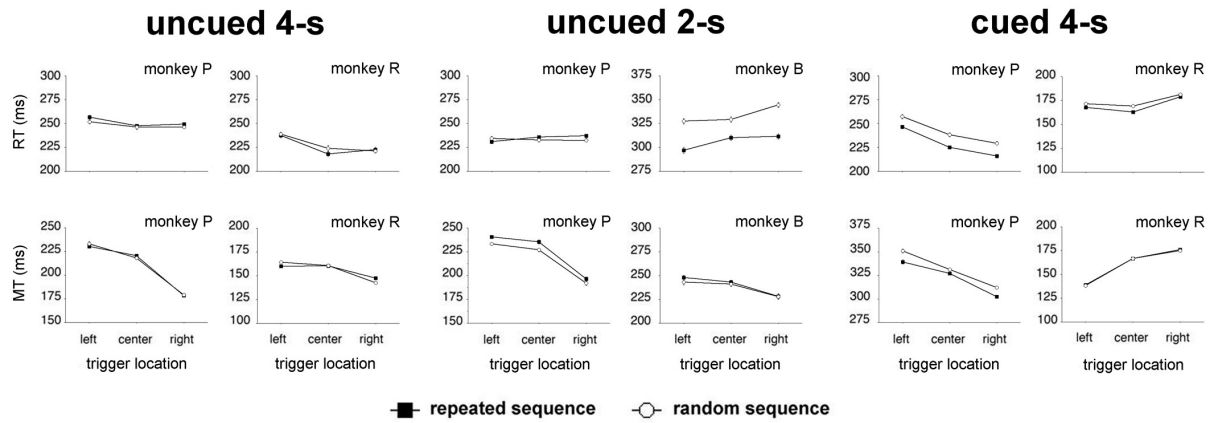 uncued 4-s uncued 2-s cued 4-s
monkey P monkey R monkey P monkey B monkey P monkey R
RT (ms)
300 300 300 375 300 200
275 275 275 350 275 175
250 250 250 325 250 150
225 225 225 300 225 125
200 200 200 275 200 100
monkey P monkey R monkey P monkey B monkey P monkey R
MT (ms)
250 200 250 300 375 200
225 175 225 275 350 175
200 150 200 250 325 150
175 125 175 225 300 125
150 100 150 200 275 100
left center right left center right left center right left center right left center right left center right
trigger location trigger location trigger location trigger location trigger location trigger location
repeated sequence random sequence